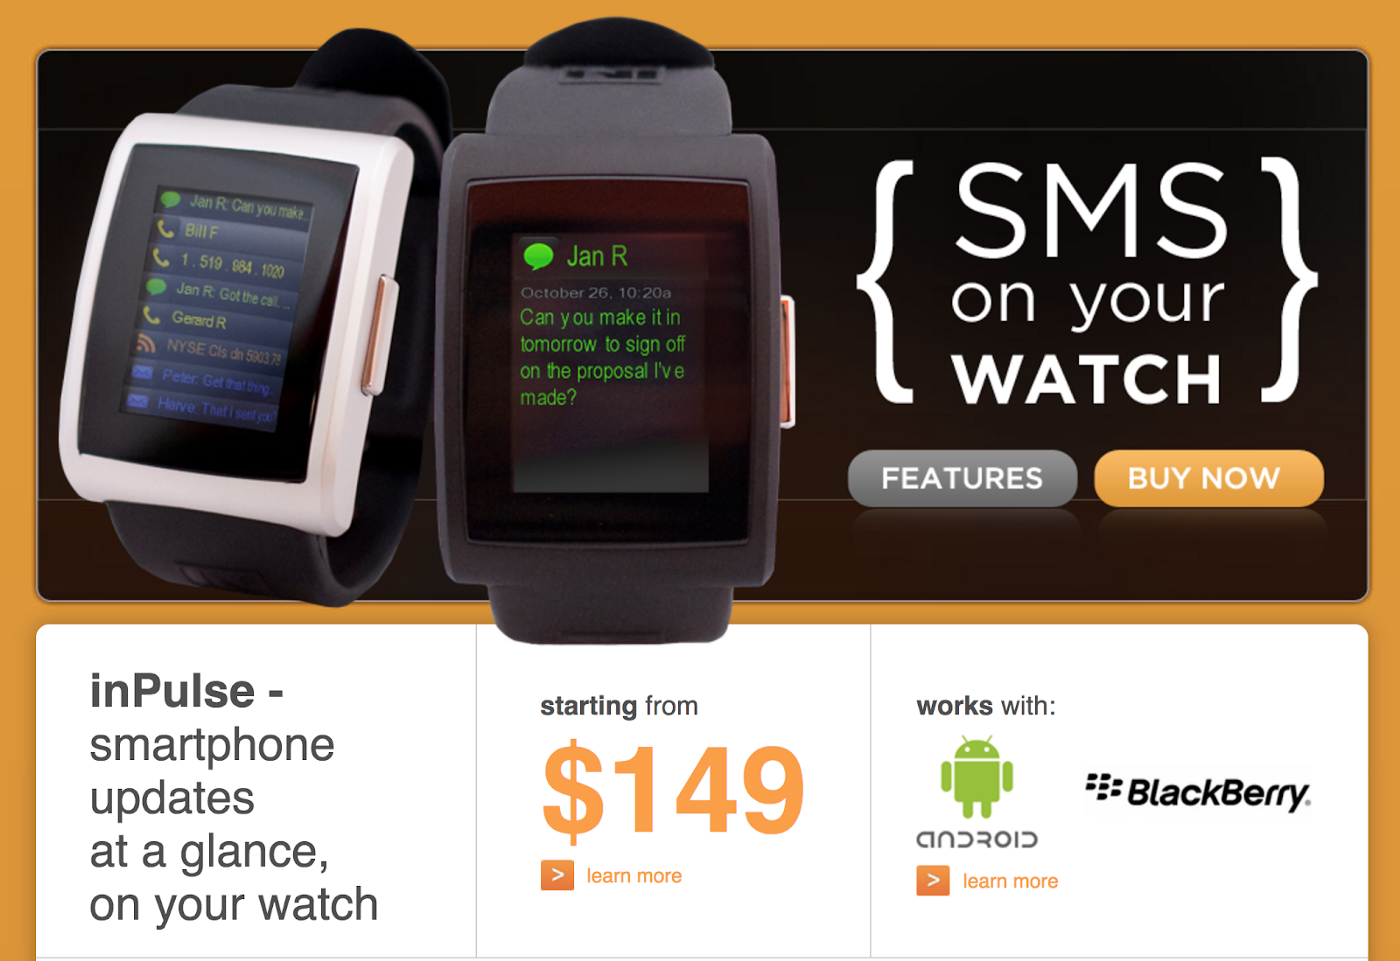 Jan R: Can you make..
Bill F
1 . 519 . 984 . 1020
Jan R: Got the call. ..
Gerard R
NYSE Cls dn 5903.78
Peter: Get that thing..
Harve: That I sent you?
Jan R
October 26, 10:20a
Can you make it in
tomorrow to sign off
on the proposal I've
made?
{ SMS
on your
WATCH }
FEATURES
BUY NOW
inPulse -
smartphone
updates
at a glance,
on your watch
starting from
$149
> learn more
works with:
ANDROID
BlackBerry®
> learn more